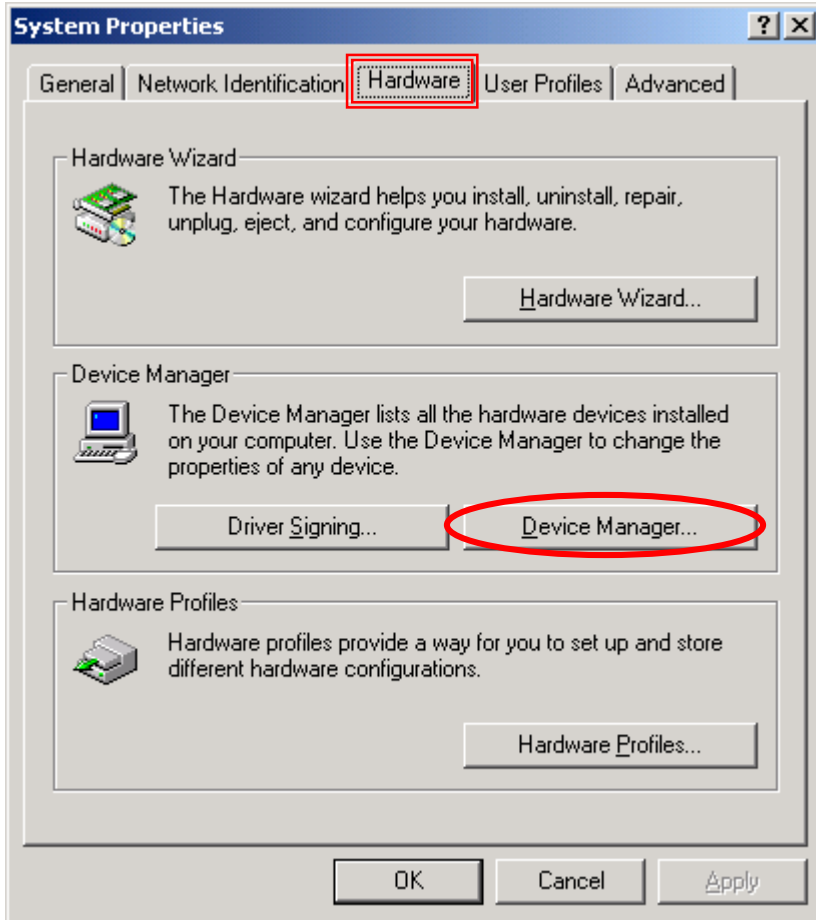 System Properties
General
Network Identification
Hardware
User Profiles
Advanced
Hardware Wizard
The Hardware wizard helps you install, uninstall, repair,
unplug, eject, and configure your hardware.
Hardware Wizard...
Device Manager
The Device Manager lists all the hardware devices installed
on your computer. Use the Device Manager to change the
properties of any device.
Driver Signing...
Device Manager...
Hardware Profiles
Hardware profiles provide a way for you to set up and store
different hardware configurations.
Hardware Profiles...
OK
Cancel
Apply